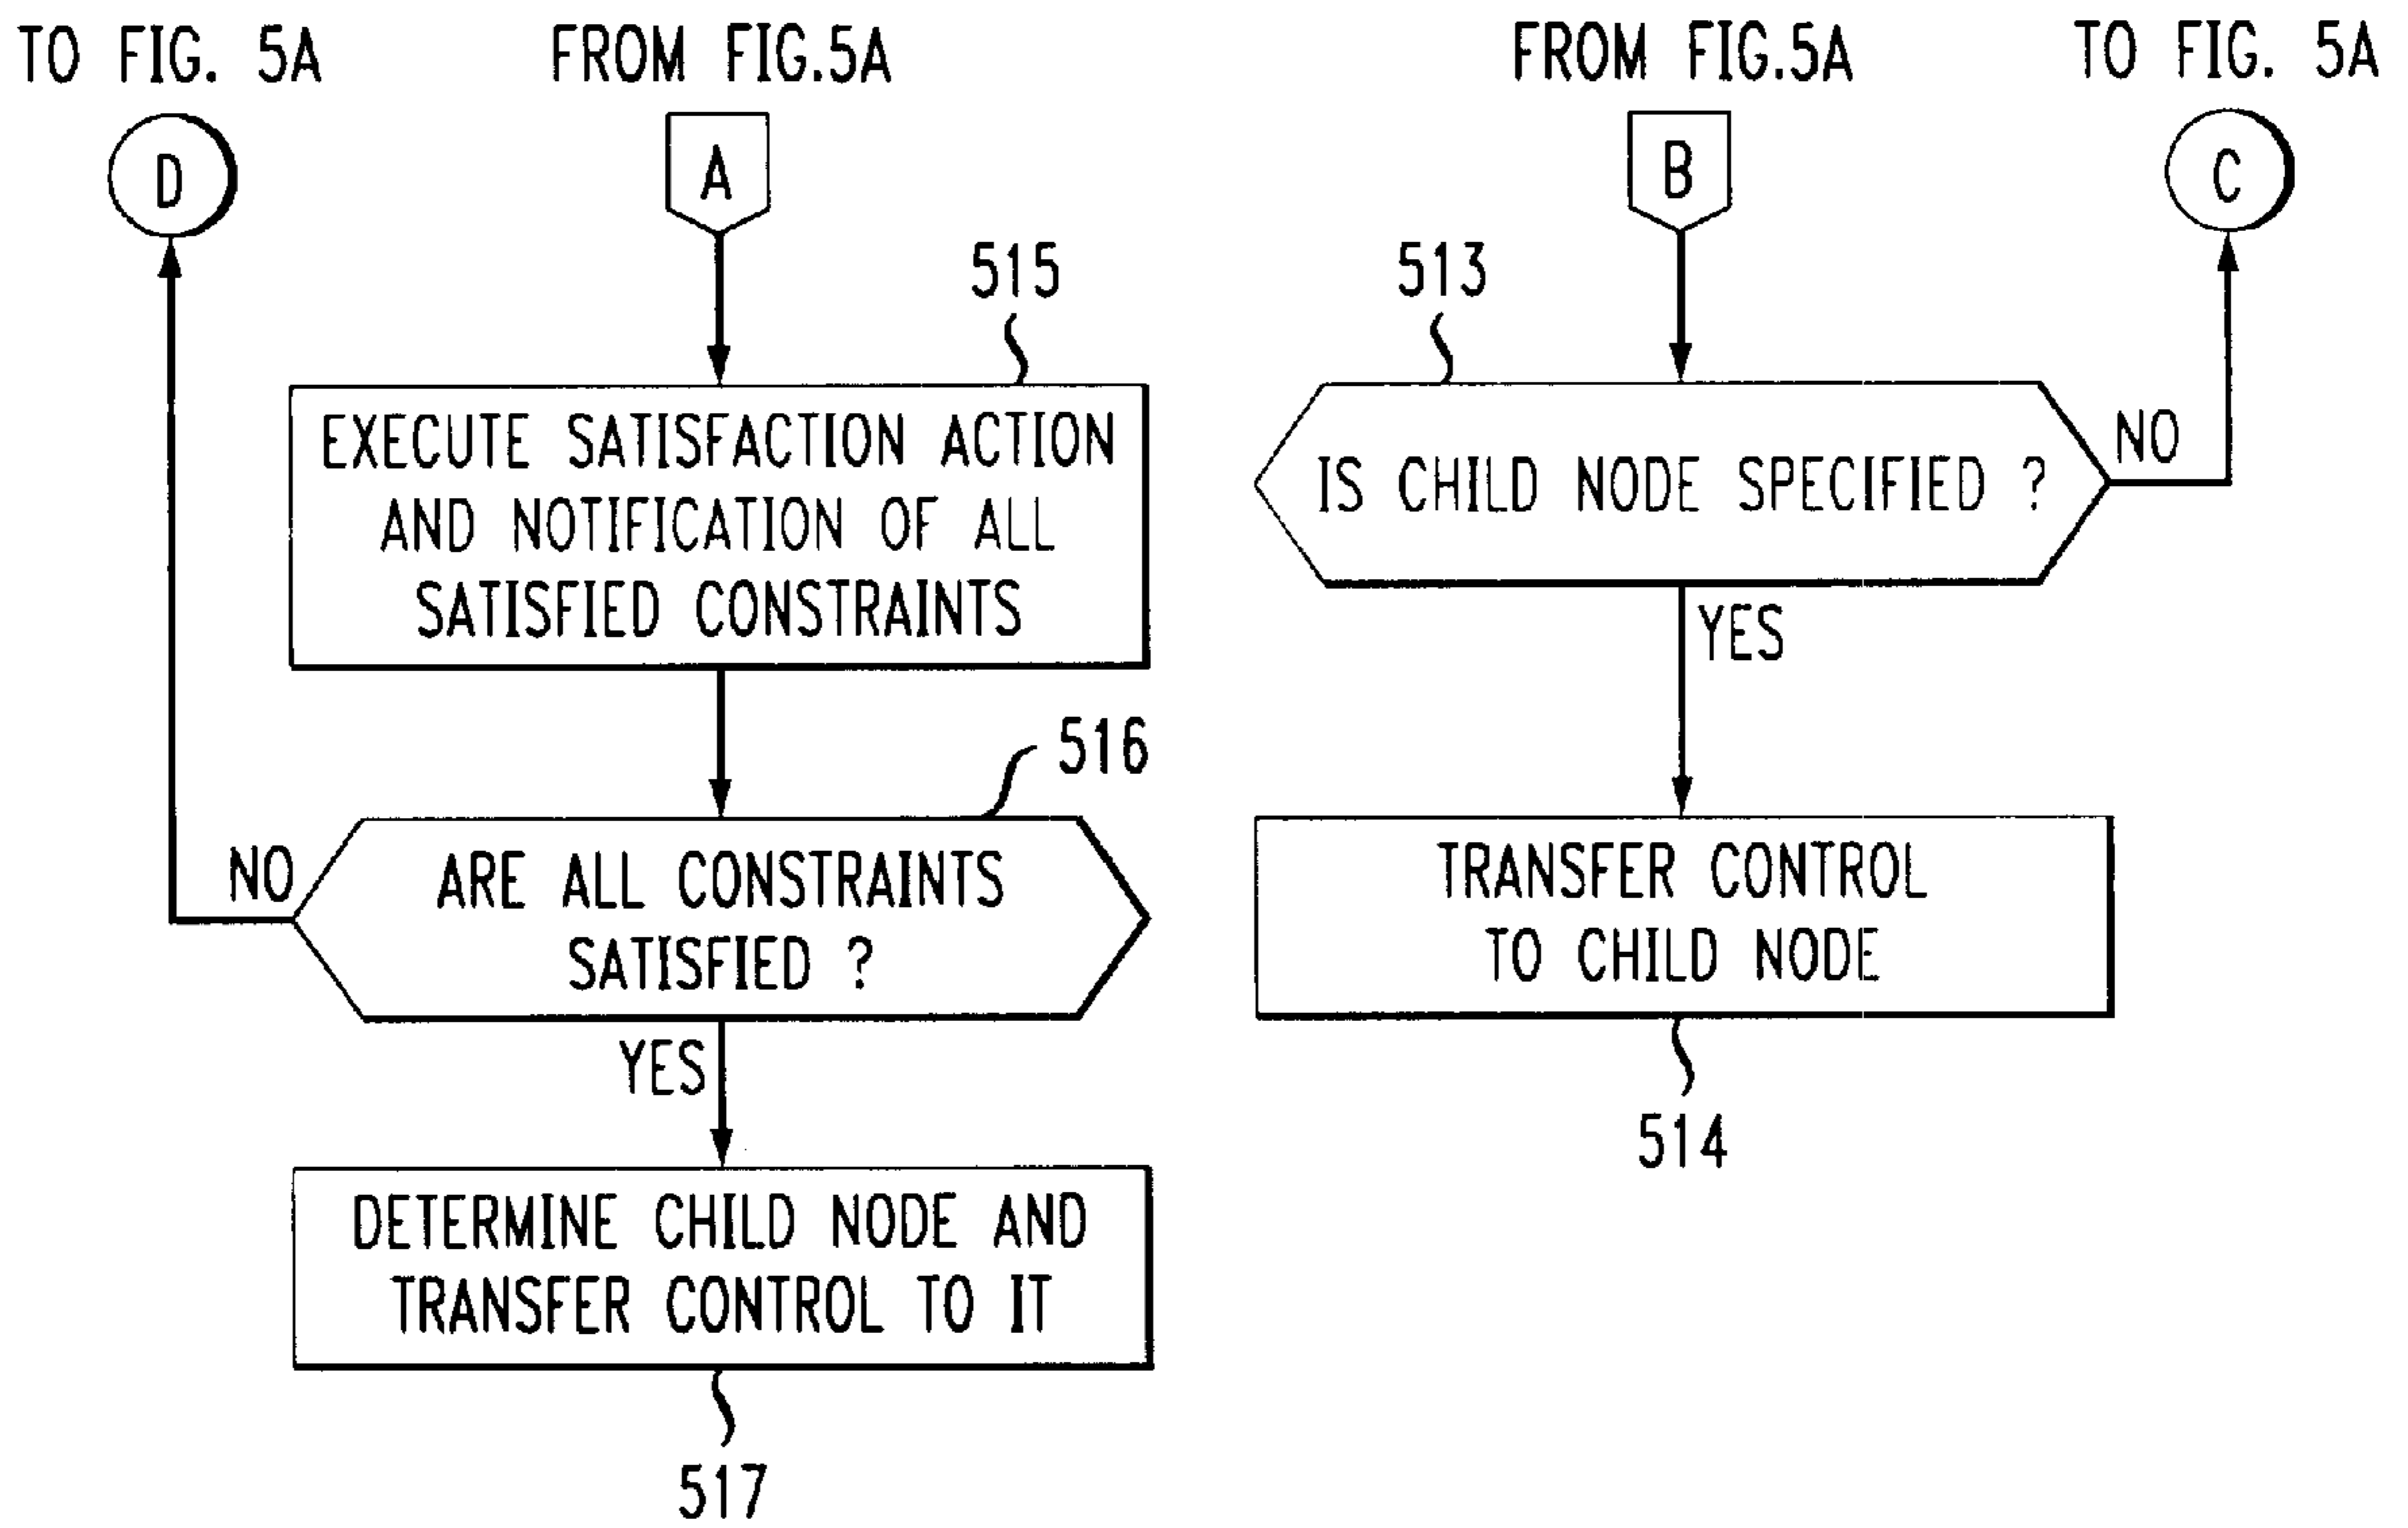 TO FIG. 5A
FROM FIG.5A
FROM FIG.5A
TO FIG. 5A
D
A
B
C
515
513
EXECUTE SATISFACTION ACTION
AND NOTIFICATION OF ALL
SATISFIED CONSTRAINTS
IS CHILD NODE SPECIFIED ?
NO
YES
516
NO
ARE ALL CONSTRAINTS
SATISFIED ?
TRANSFER CONTROL
TO CHILD NODE
YES
514
DETERMINE CHILD NODE AND
TRANSFER CONTROL TO IT
517